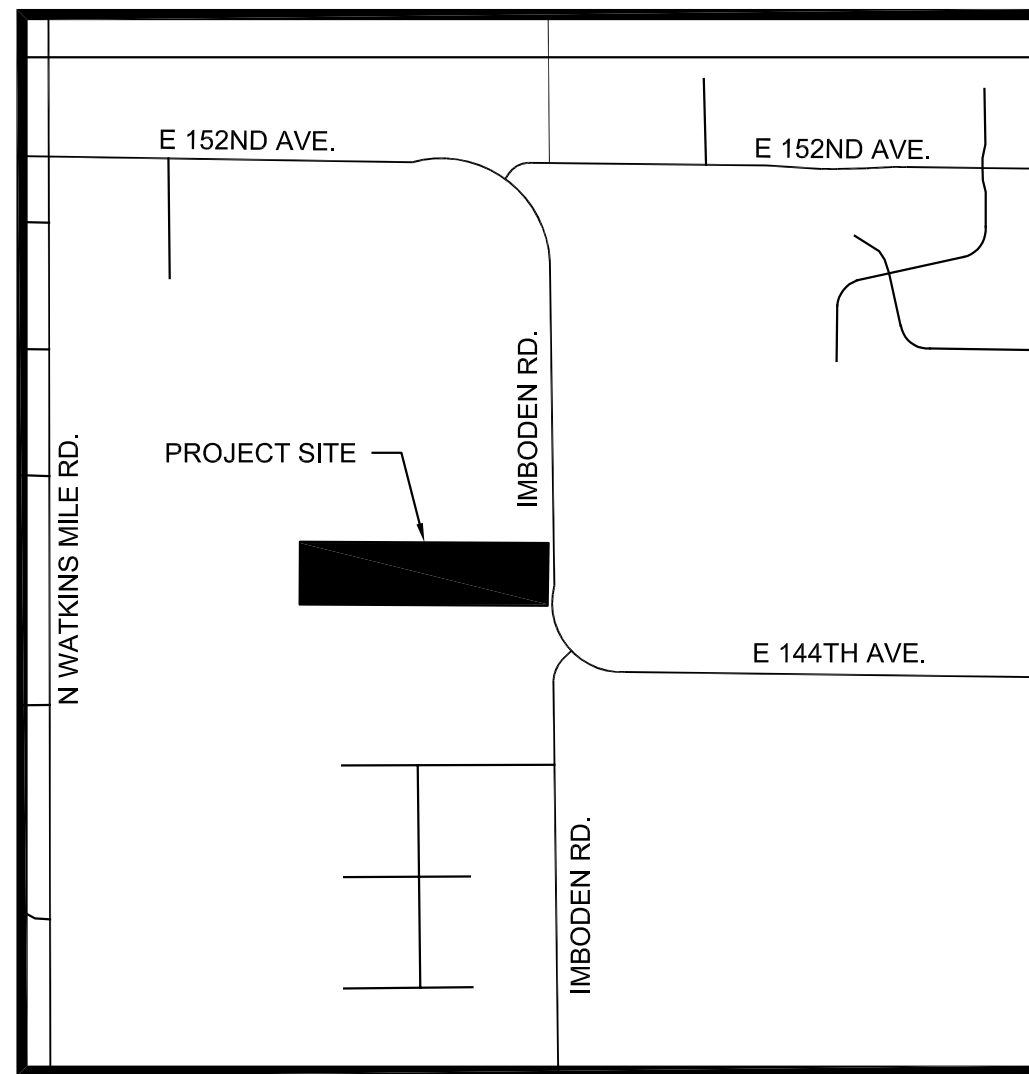 E 152ND AVE.
E 152ND AVE.
IMBODEN RD.
PROJECT SITE
N WATKINS MILE RD.
E 144TH AVE.
IMBODEN RD.